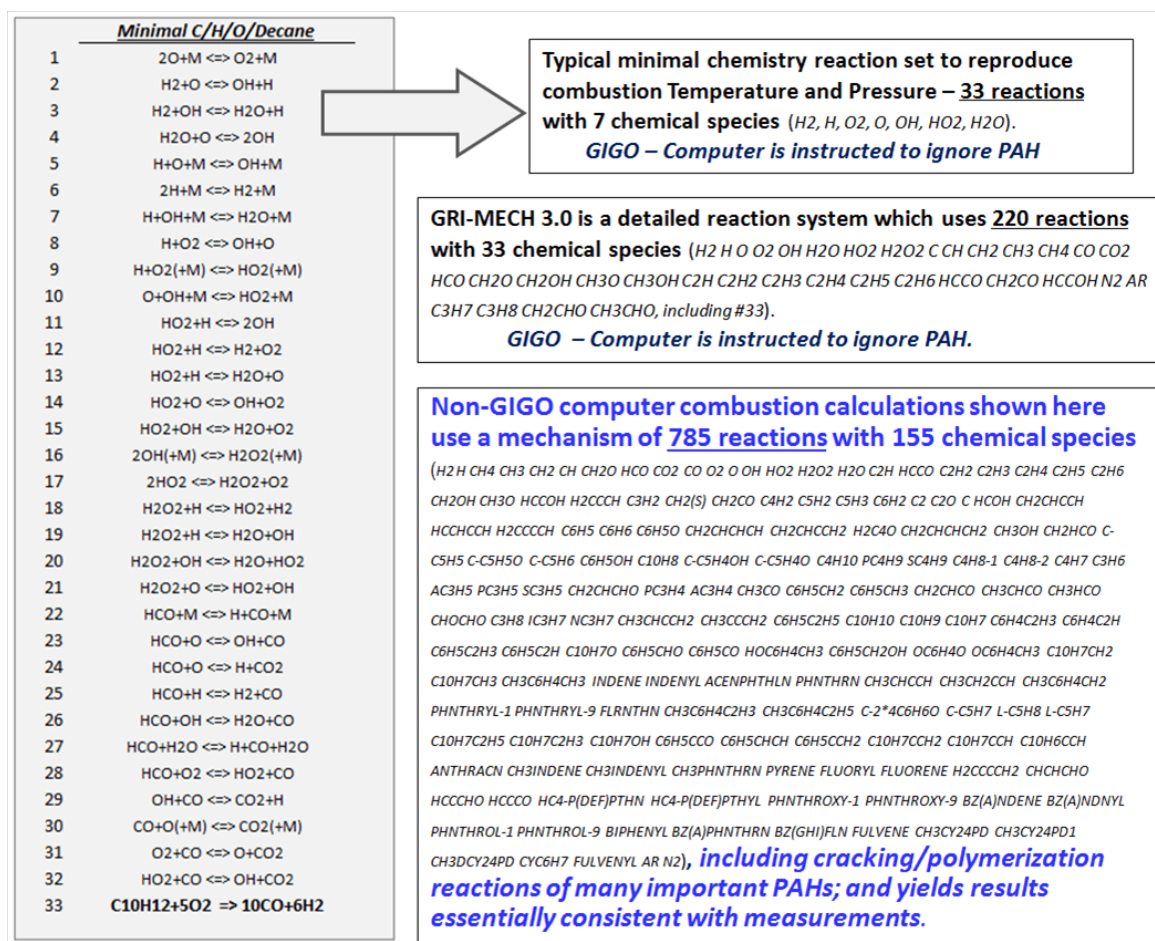 Minimal C/H/O/Decane
1 2O+M <=> O2+M
2 H2+O <=> OH+H
3 H2+OH <=> H2O+H
4 H2O+O <=> 2OH
5 H+O+M <=> OH+M
6 2H+M <=> H2+M
7 H+OH+M <=> H2O+M
8 H+O2 <=> OH+O
9 H+O2(+M) <=> HO2(+M)
10 O+OH+M <=> HO2+M
11 HO2+H <=> 2OH
12 HO2+H <=> H2+O2
13 HO2+H <=> H2O+O
14 HO2+O <=> OH+O2
15 HO2+OH <=> H2O+O2
16 2OH(+M) <=> H2O2(+M)
17 2HO2 <=> H2O2+O2
18 H2O2+H <=> HO2+H2
19 H2O2+H <=> H2O+OH
20 H2O2+OH <=> H2O+HO2
21 H2O2+O <=> HO2+OH
22 HCO+M <=> H+CO+M
23 HCO+O <=> OH+CO
24 HCO+O <=> H+CO2
25 HCO+H <=> H2+CO
26 HCO+OH <=> H2O+CO
27 HCO+H2O <=> H+CO+H2O
28 HCO+O2 <=> HO2+CO
29 OH+CO <=> CO2+H
30 CO+O(+M) <=> CO2(+M)
31 O2+CO <=> O+CO2
32 HO2+CO <=> OH+CO2
33 C10H12+5O2 => 10CO+6H2
Typical minimal chemistry reaction set to reproduce
combustion Temperature and Pressure – 33 reactions
with 7 chemical species (H2, H, O2, O, OH, HO2, H2O).
GIGO – Computer is instructed to ignore PAH
GRI-MECH 3.0 is a detailed reaction system which uses 220 reactions
with 33 chemical species (H2 H O O2 OH H2O HO2 H2O2 C CH CH2 CH3 CH4 CO CO2
HCO CH2O CH2OH CH3O CH3OH C2H C2H2 C2H3 C2H4 C2H5 C2H6 HCCO CH2CO HCCOH N2 AR
C3H7 C3H8 CH2CHO CH3CHO, including #33).
GIGO – Computer is instructed to ignore PAH.
Non-GIGO computer combustion calculations shown here
use a mechanism of 785 reactions with 155 chemical species
(H2 H CH4 CH3 CH2 CH CH2O HCO CO2 CO O2 O OH HO2 H2O2 H2O C2H HCCO C2H2 C2H3 C2H4 C2H5 C2H6
CH2OH CH3O HCCOH H2CCCH C3H2 CH2(S) CH2CO C4H2 C5H2 C5H3 C6H2 C2 C2O C HCOH CH2CHCCH
HCCHCCH H2CCCCH C6H5 C6H6 C6H5O CH2CHCHCH CH2CHCCH2 H2C4O CH2CHCHCH2 CH3OH CH2HCO C-
C5H5 C-C5H5O C-C5H6 C6H5OH C10H8 C-C5H4OH C-C5H4O C4H10 PC4H9 SC4H9 C4H8-1 C4H8-2 C4H7 C3H6
AC3H5 PC3H5 SC3H5 CH2CHCHO PC3H4 AC3H4 CH3CO C6H5CH2 C6H5CH3 CH2CHCO CH3CHCO CH3HCO
CHOCHO C3H8 IC3H7 NC3H7 CH3CHCCH2 CH3CCCH2 C6H5C2H5 C10H10 C10H9 C10H7 C6H4C2H3 C6H4C2H
C6H5C2H3 C6H5C2H C10H7O C6H5CHO C6H5CO HOC6H4CH3 C6H5CH2OH OC6H4O OC6H4CH3 C10H7CH2
C10H7CH3 CH3C6H4CH3 INDENE INDENYL ACENPHTHLN PHNTHRN CH3CHCCH CH3CH2CCH CH3C6H4CH2
PHNTHRYL-1 PHNTHRYL-9 FLRNTHN CH3C6H4C2H3 CH3C6H4C2H5 C-2*4C6H6O C-C5H7 L-C5H8 L-C5H7
C10H7C2H5 C10H7C2H3 C10H7OH C6H5CCO C6H5CHCH C6H5CCH2 C10H7CCH2 C10H7CCH C10H6CCH
ANTHRACN CH3INDENE CH3INDENYL CH3PHNTHRN PYRENE FLUORYL FLUORENE H2CCCCH2 CHCHCHO
HCCCHO HCCCO HC4-P(DEF)PTHN HC4-P(DEF)PTHYL PHNTHROXY-1 PHNTHROXY-9 BZ(A)NDENE BZ(A)NDNYL
PHNTHROL-1 PHNTHROL-9 BIPHENYL BZ(A)PHNTHRN BZ(GHI)FLN FULVENE CH3CY24PD CH3CY24PD1
CH3DCY24PD CYC6H7 FULVENYL AR N2), including cracking/polymerization
reactions of many important PAHs; and yields results
essentially consistent with measurements.